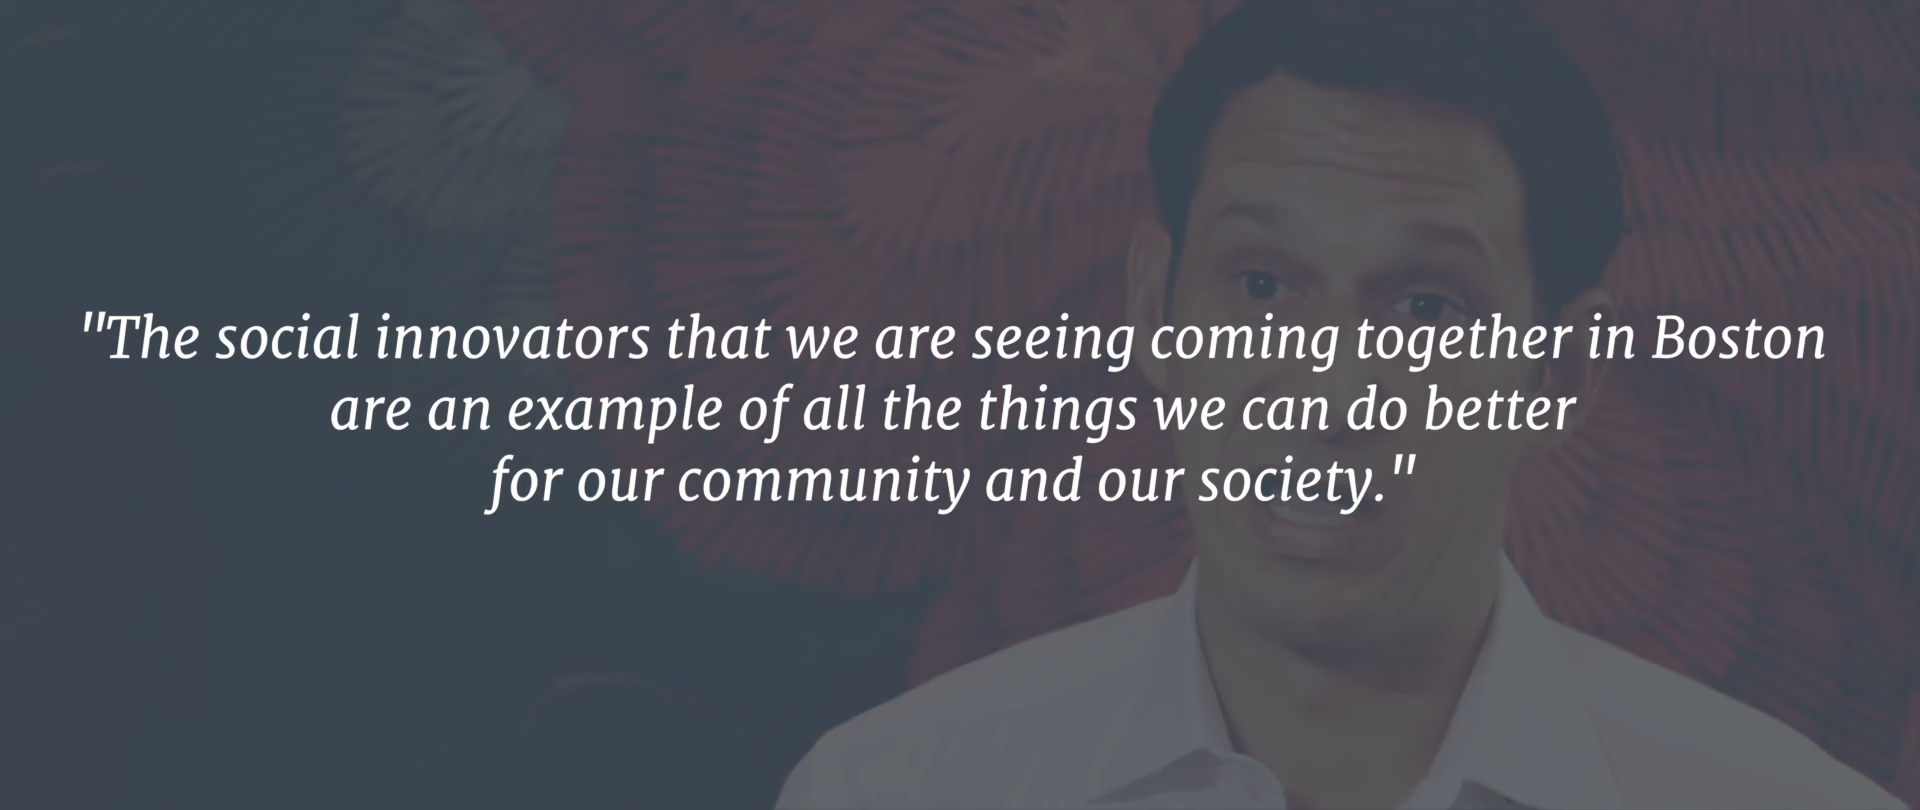 "The social innovators that we are seeing coming together in Boston
are an example of all the things we can do better
for our community and our society."